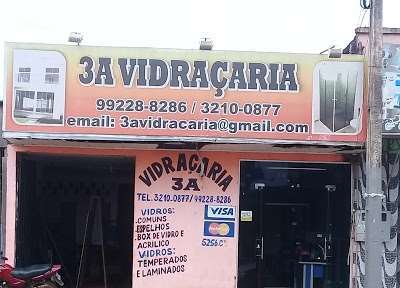 3A VIDRAÇARIA
99228-8286 / 3210-0877
email: 3avidracaria@gmail.com
VIDRAÇARIA
3A
TEL. 3210.0877/99228-8286
VIDROS:
.COMUNS
.ESPELHOS
.BOX DE VIDRO E
ACRILICO
VIDROS:
TEMPERADOS
E LAMINADOS
VISA
MasterCard